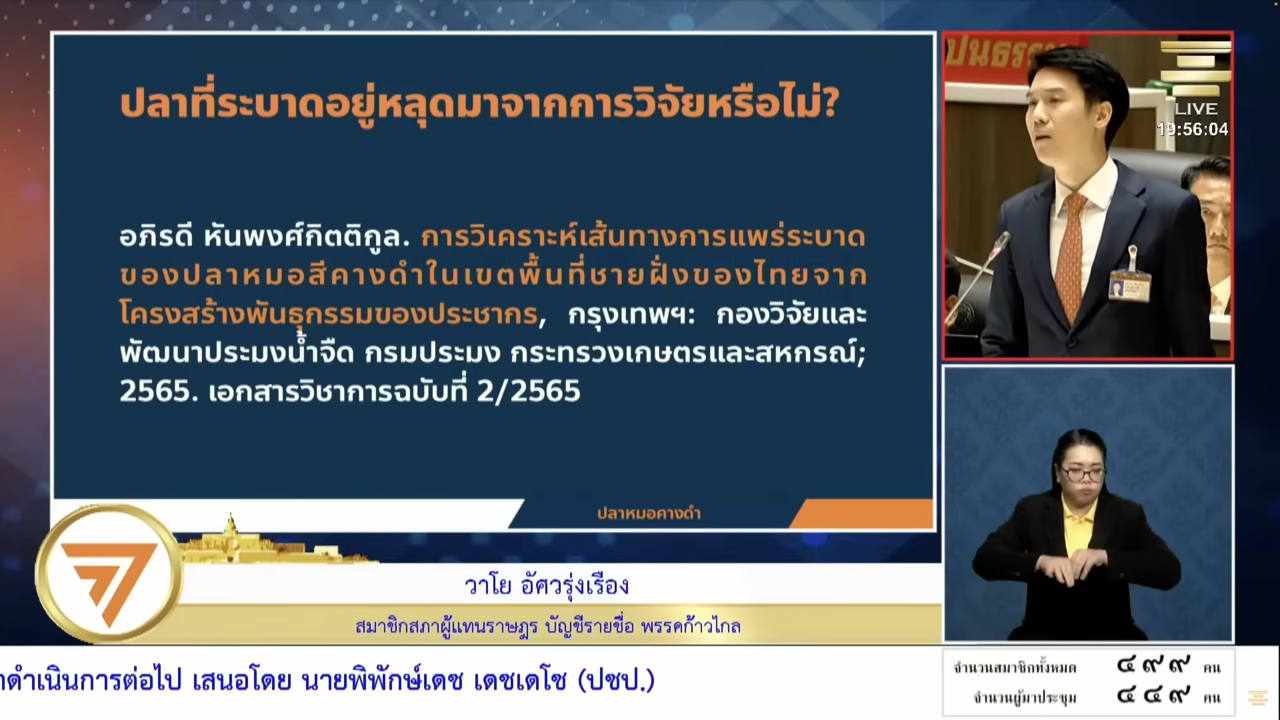 ปลาที่ระบาดอยู่หลุดมาจากการวิจัยหรือไม่?
อภิรดี หันพงศ์กิตติกูล. การวิเคราะห์เส้นทางการแพร่ระบาด
ของปลาหมอสีคางดำในเขตพื้นที่ชายฝั่งของไทยจาก
โครงสร้างพันธุกรรมของประชากร, กรุงเทพฯ: กองวิจัยและ
พัฒนาประมงน้ำจืด กรมประมง กระทรวงเกษตรและสหกรณ์;
2565. เอกสารวิชาการฉบับที่ 2/2565
ปลาหมอคางดำ
LIVE
19:56:04
วาโย อัศวรุ่งเรือง
สมาชิกสภาผู้แทนราษฎร บัญชีรายชื่อ พรรคก้าวไกล
ดำเนินการต่อไป เสนอโดย นายพิพักษ์เดช เดชเดโช (ปชป.)
จำนวนสมาชิกทั้งหมด ๔๙๙ คน
จำนวนผู้มาประชุม ๔๔๙ คน